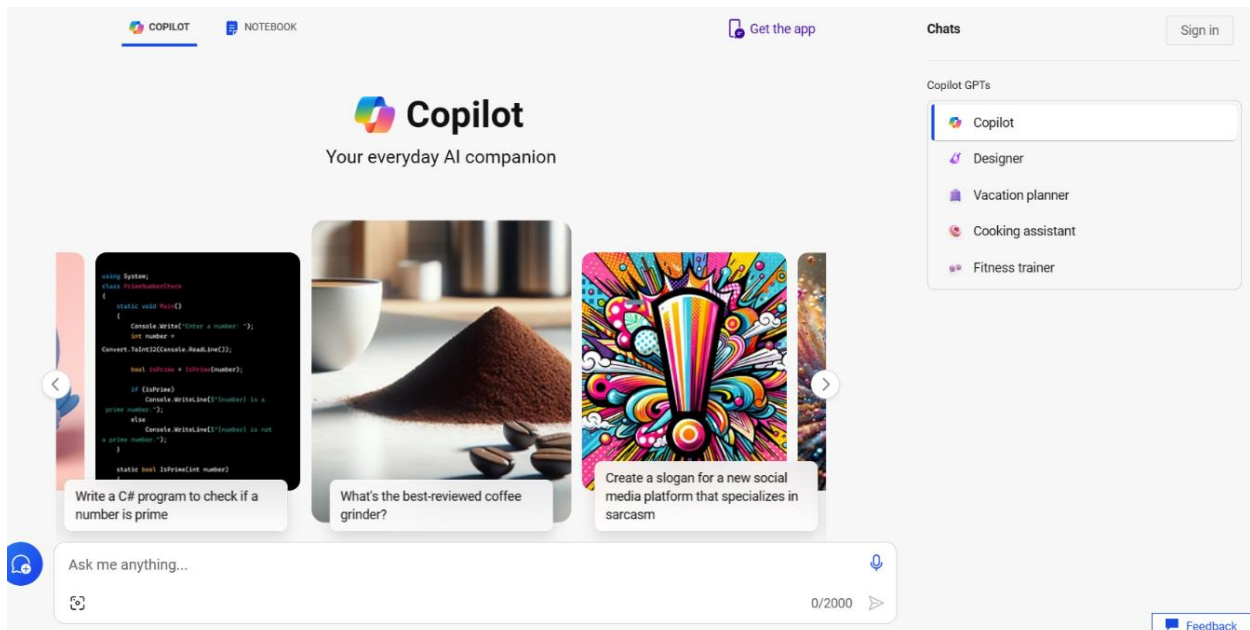 COPILOT
NOTEBOOK
Get the app
Chats
Sign in
Copilot
Your everyday AI companion
Copilot GPTs
Copilot
Designer
Vacation planner
Cooking assistant
Fitness trainer
using System;
class PrimeNumberCheck
{
static void Main()
{
Console.Write("Enter a number: ");
int number =
Convert.ToInt32(Console.ReadLine());
bool isPrime = IsPrime(number);
if (isPrime)
Console.WriteLine($"{number} is a
prime number.");
else
Console.WriteLine($"{number} is not
a prime number.");
}
static bool IsPrime(int number)
Write a C# program to check if a
number is prime
What's the best-reviewed coffee
grinder?
Create a slogan for a new social
media platform that specializes in
sarcasm
Ask me anything...
0/2000
Feedback